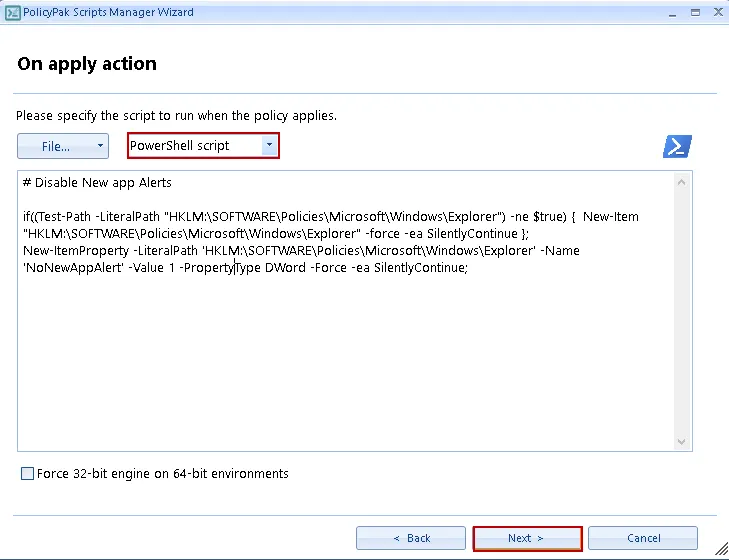 PolicyPak Scripts Manager Wizard
On apply action
Please specify the script to run when the policy applies.
File...
PowerShell script
# Disable New app Alerts
if((Test-Path -LiteralPath "HKLM:\SOFTWARE\Policies\Microsoft\Windows\Explorer") -ne $true) {  New-Item
"HKLM:\SOFTWARE\Policies\Microsoft\Windows\Explorer" -force -ea SilentlyContinue };
New-ItemProperty -LiteralPath 'HKLM:\SOFTWARE\Policies\Microsoft\Windows\Explorer' -Name
'NoNewAppAlert' -Value 1 -PropertyType DWord -Force -ea SilentlyContinue;
Force 32-bit engine on 64-bit environments
< Back
Next >
Cancel